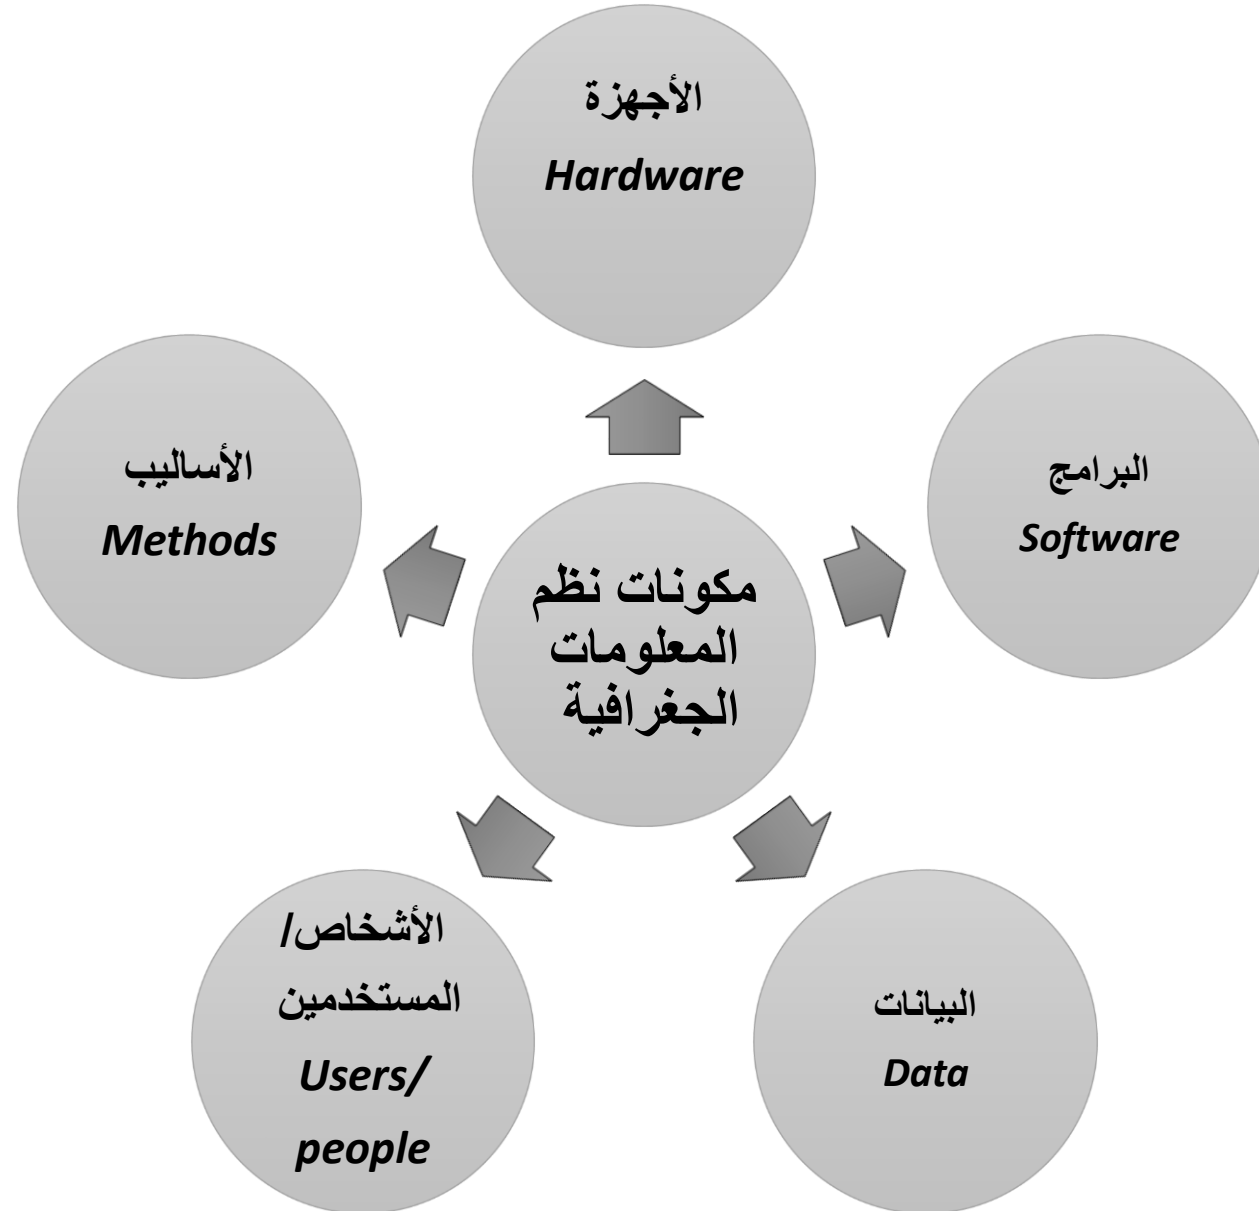 الأجهزة
Hardware
البرامج
Software
البيانات
Data
الأشخاص/
المستخدمين
Users/
people
الأساليب
Methods
مكونات نظم
المعلومات
الجغرافية